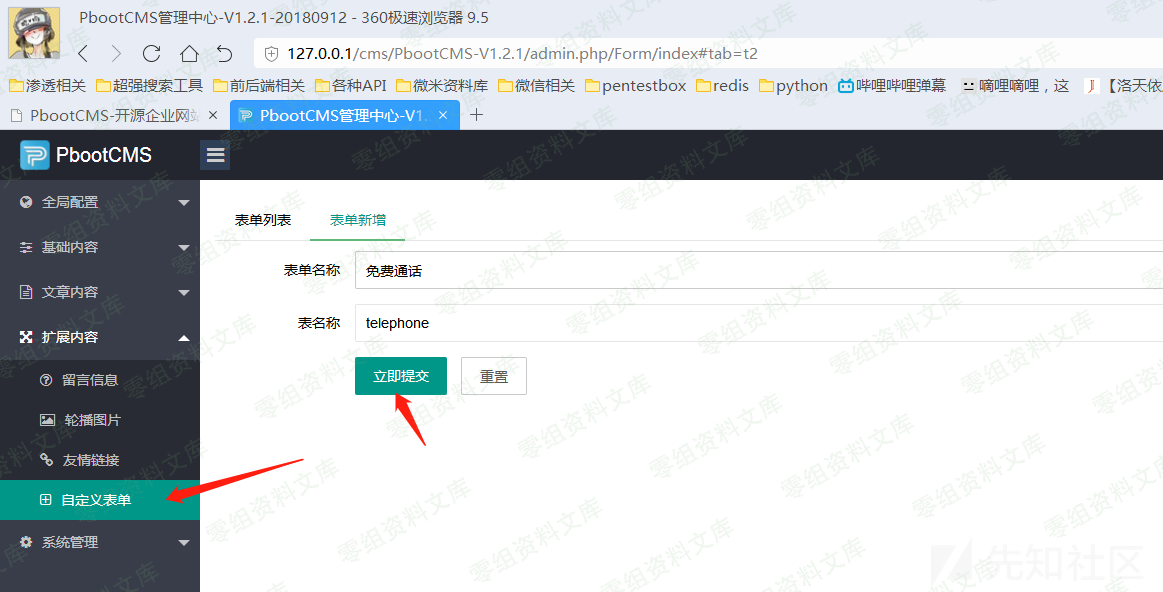 PbootCMS管理中心-V1.2.1-20180912 - 360极速浏览器 9.5
127.0.0.1/cms/PbootCMS-V1.2.1/admin.php/Form/index#tab=t2
渗透相关 超强搜索工具 前后端相关 各种API 微米资料库 微信相关 pentestbox redis python 哔哩哔哩弹幕 嘀哩嘀哩，这 【洛天依
PbootCMS-开源企业网站 PbootCMS管理中心-V1.
PbootCMS
全局配置
基础内容
文章内容
扩展内容
留言信息
轮播图片
友情链接
自定义表单
系统管理
表单列表 表单新增
表单名称 免费通话
表名称 telephone
立即提交 重置
零组资料文库
先知社区